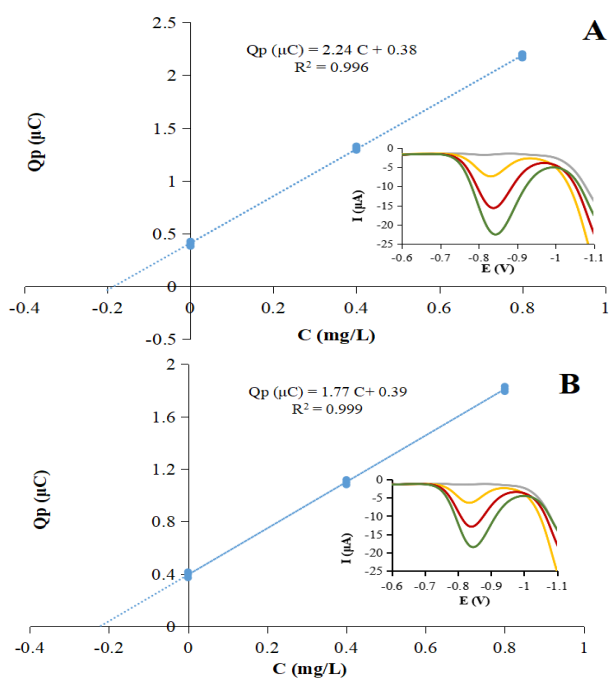 A
Qp (µC) = 2.24 C + 0.38
R² = 0.996
Qp (µC)
2.5
2
1.5
1
0.5
0
-0.5
-0.4 -0.2 0 0.2 0.4 0.6 0.8 1
C (mg/L)
I (µA)
0
-5
-10
-15
-20
-25
-0.6 -0.7 -0.8 -0.9 -1 -1.1
E (V)
B
Qp (µC) = 1.77 C+ 0.39
R² = 0.999
Qp (µC)
2
1.6
1.2
0.8
0.4
0
-0.4 -0.2 0 0.2 0.4 0.6 0.8 1
C (mg/L)
I (µA)
0
-5
-10
-15
-20
-25
-0.6 -0.7 -0.8 -0.9 -1 -1.1
E (V)